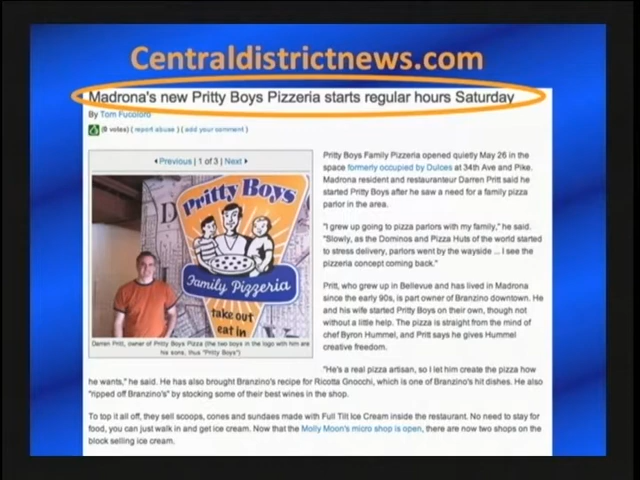 Centraldistrictnews.com
Madrona's new Pritty Boys Pizzeria starts regular hours Saturday
By Tom Fucoloro
(0 votes) ( report abuse ) ( add your comment )
Previous | 1 of 3 | Next
Pritty Boys
Family Pizzeria
take out
eat in
Darren Pritt, owner of Pritty Boys Pizza (the two boys in the logo with him are
his sons, thus "Pritty Boys")
Pritty Boys Family Pizzeria opened quietly May 26 in the
space formerly occupied by Dulces at 34th Ave and Pike.
Madrona resident and restauranteur Darren Pritt said he
started Pritty Boys after he saw a need for a family pizza
parlor in the area.
"I grew up going to pizza parlors with my family," he said.
"Slowly, as the Dominos and Pizza Huts of the world started
to stress delivery, parlors went by the wayside ... I see the
pizzeria concept coming back."
Pritt, who grew up in Bellevue and has lived in Madrona
since the early 90s, is part owner of Branzino downtown. He
and his wife started Pritty Boys on their own, though not
without a little help. The pizza is straight from the mind of
chef Byron Hummel, and Pritt says he gives Hummel
creative freedom.
"He's a real pizza artisan, so I let him create the pizza how
he wants," he said. He has also brought Branzino's recipe for Ricotta Gnocchi, which is one of Branzino's hit dishes. He also
"ripped off Branzino's" by stocking some of their best wines in the shop.
To top it all off, they sell scoops, cones and sundaes made with Full Tilt Ice Cream inside the restaurant. No need to stay for
food, you can just walk in and get ice cream. Now that the Molly Moon's micro shop is open, there are now two shops on the
block selling ice cream.